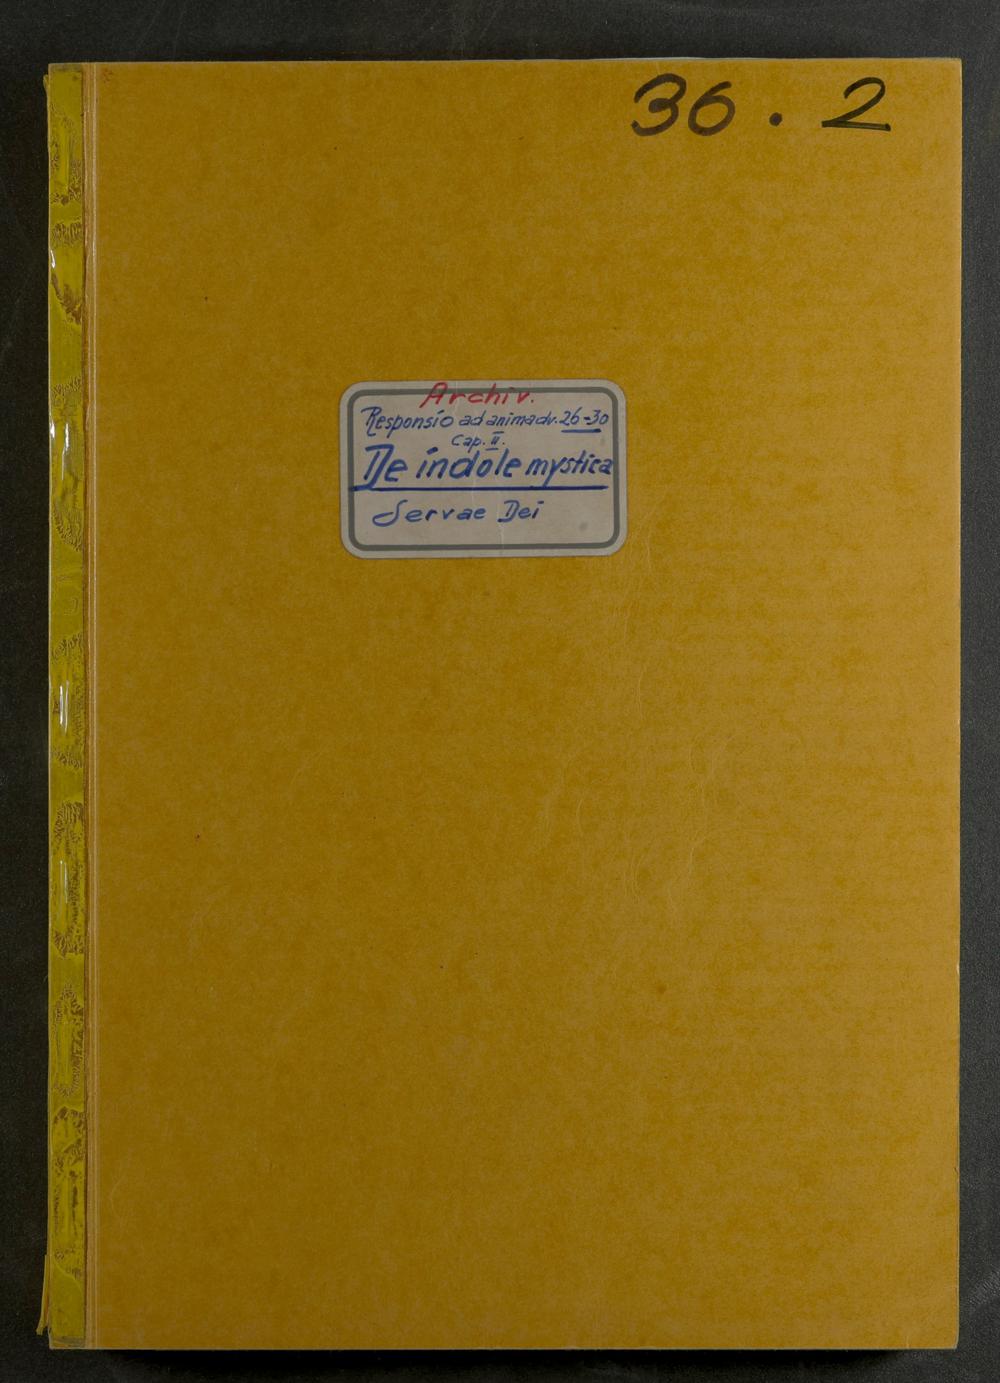 36. 2
Archiv.
Responsio ad animadv. 26-30
Cap. II.
De indole mystica
Servae Dei